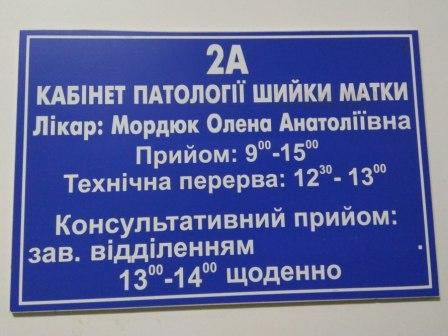 2А
КАБІНЕТ ПАТОЛОГІЇ ШИЙКИ МАТКИ
Лікар: Мордюк Олена Анатоліївна
Прийом: 9⁰⁰-15⁰⁰
Технічна перерва: 12³⁰- 13⁰⁰
Консультативний прийом:
зав. відділенням .
13⁰⁰-14⁰⁰ щоденно